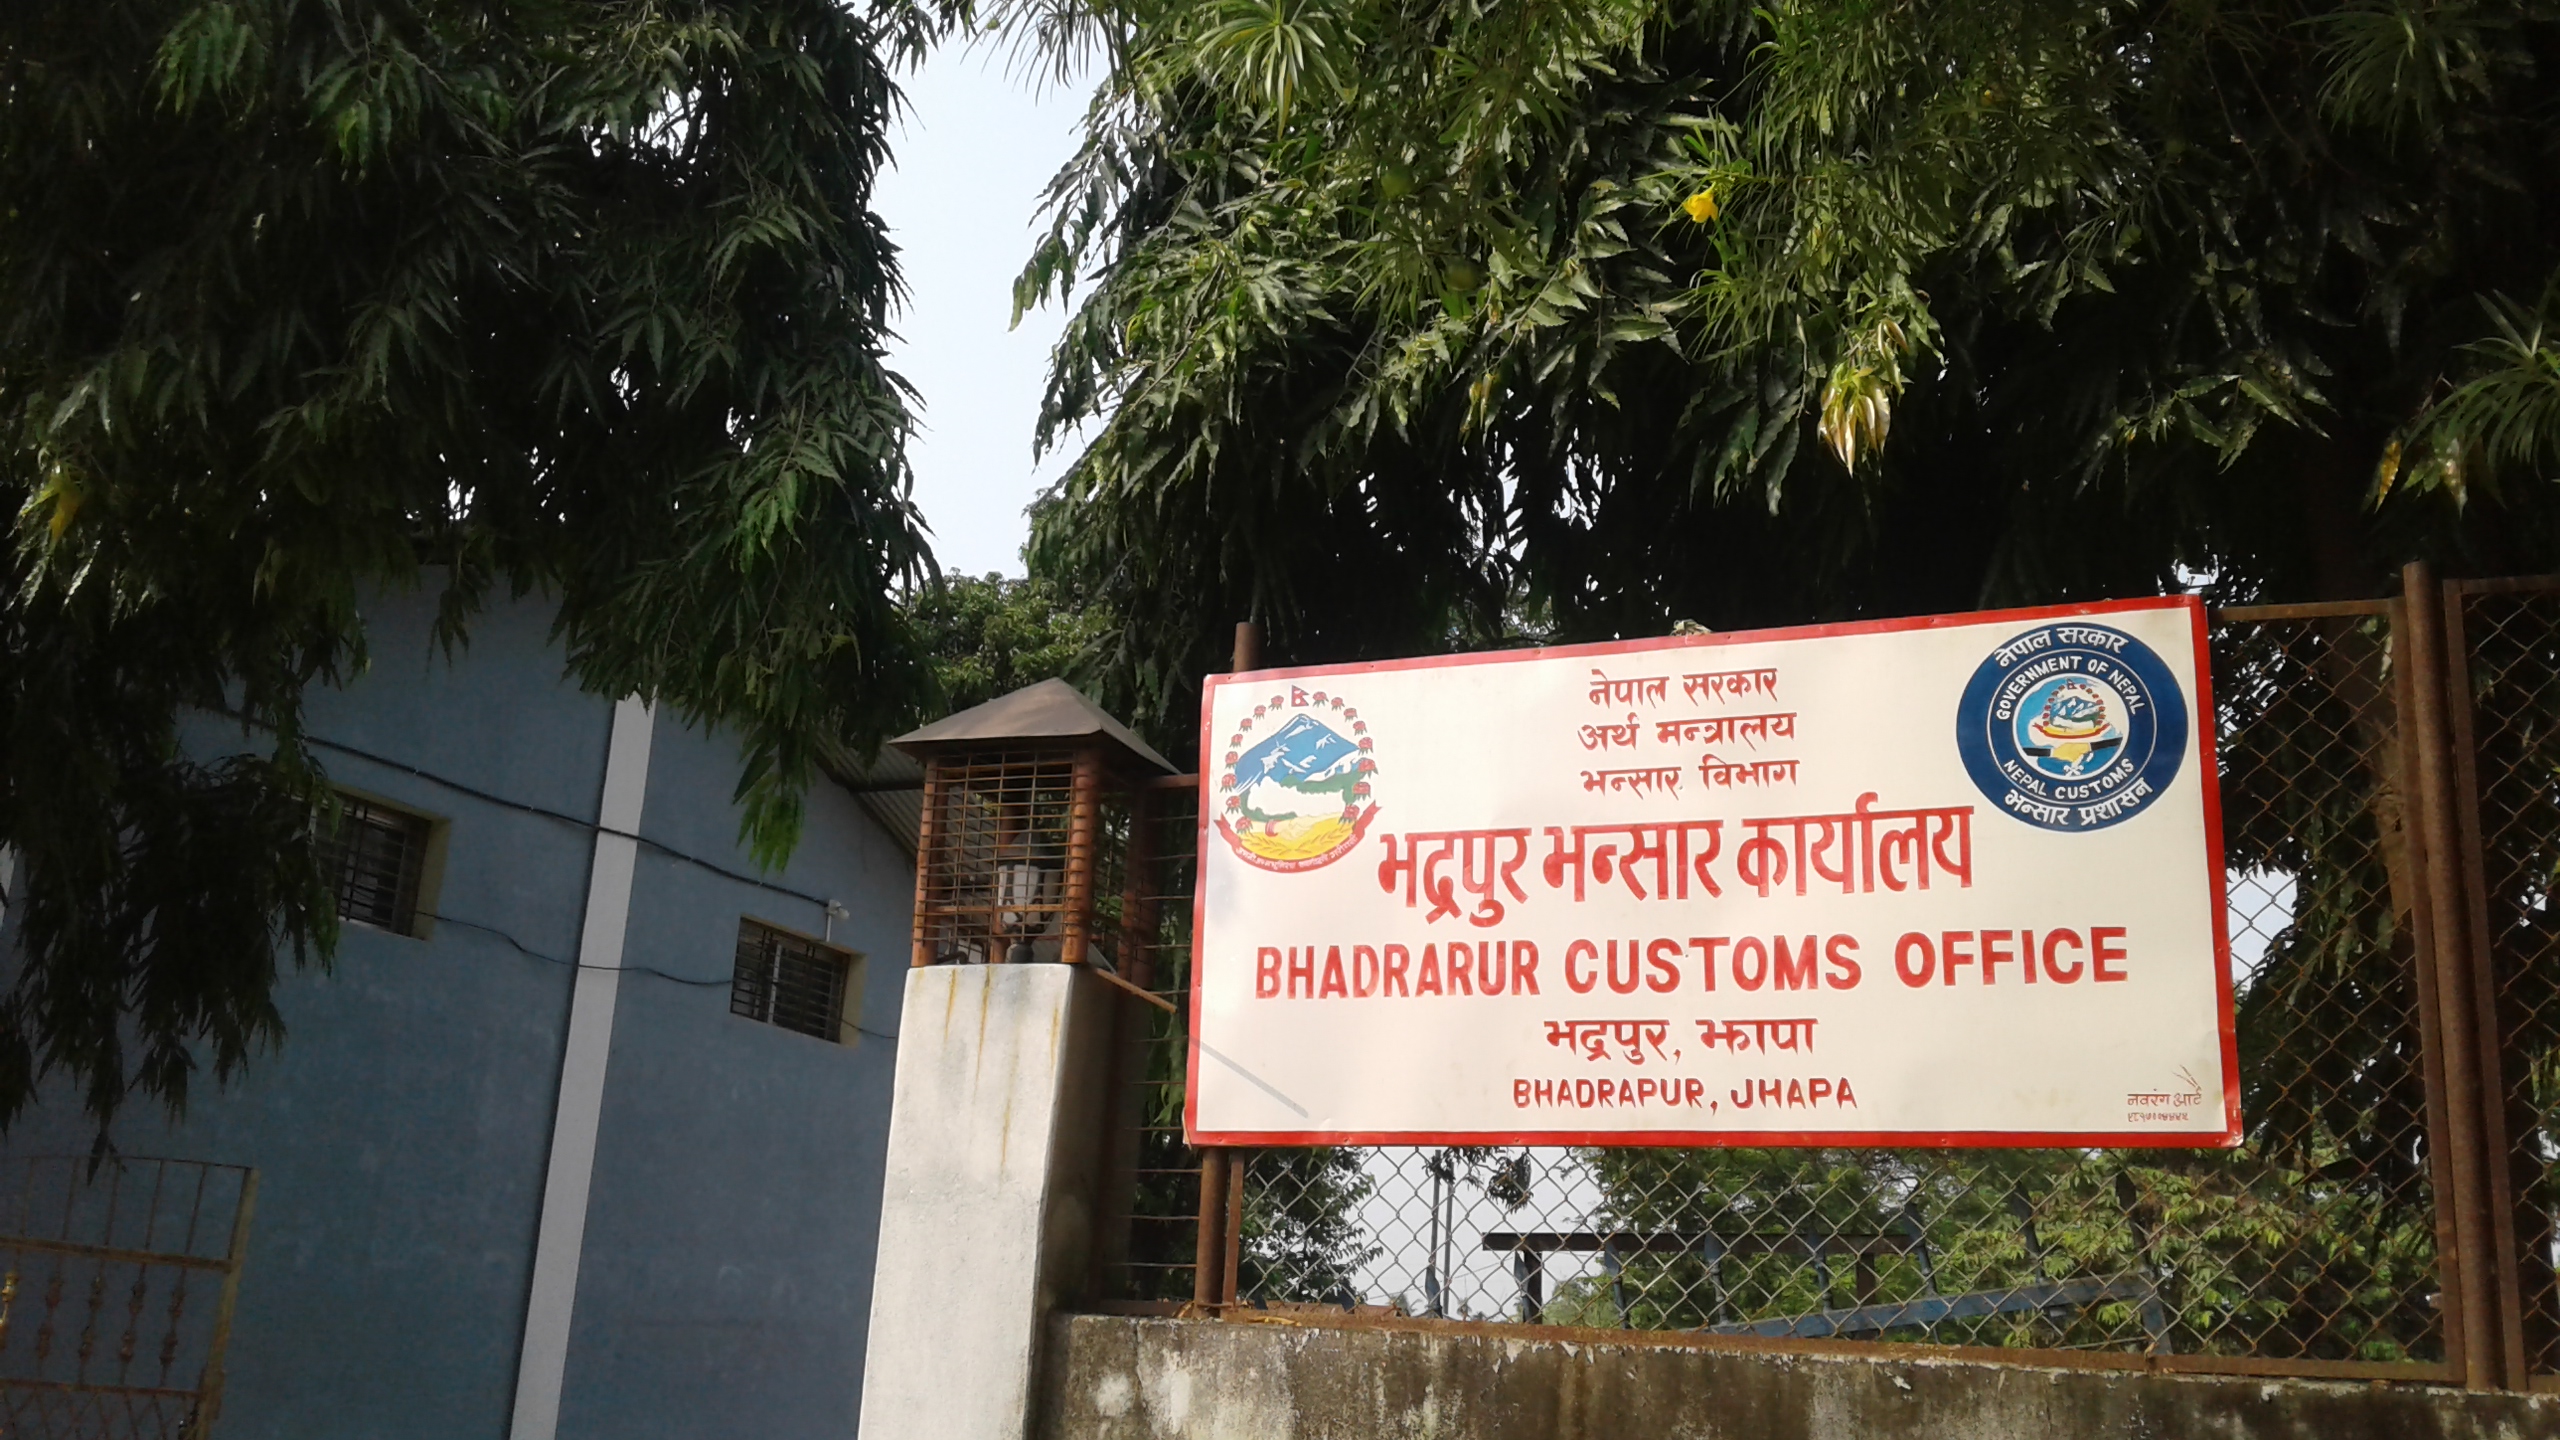 नेपाल सरकार
अर्थ मन्त्रालय
भन्सार विभाग
भद्रपुर भन्सार कार्यालय
BHADRARUR CUSTOMS OFFICE
भद्रपुर, झापा
BHADRAPUR, JHAPA
नेपाल सरकार
GOVERNMENT OF NEPAL
NEPAL CUSTOMS
भन्सार प्रशासन
नवरंग आर्ट